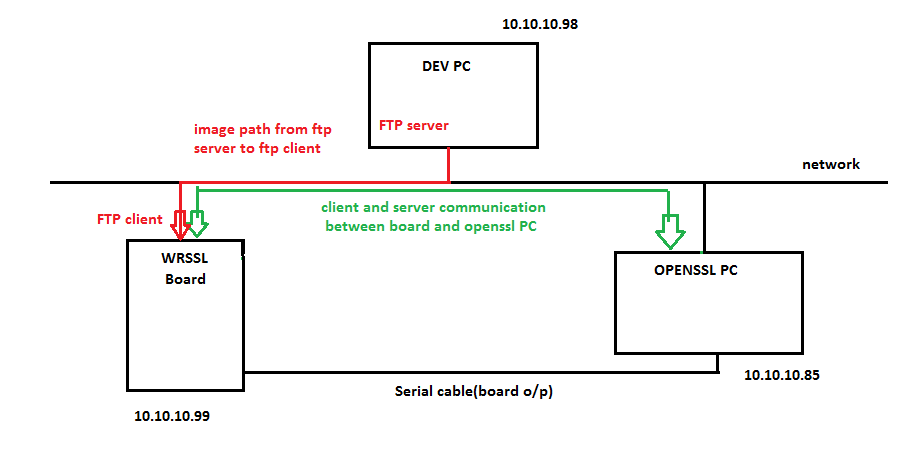 10.10.10.98
DEV PC
FTP server
image path from ftp
server to ftp client
network
client and server communication
between board and openssl PC
FTP client
WRSSL
Board
OPENSSL PC
10.10.10.85
Serial cable(board o/p)
10.10.10.99